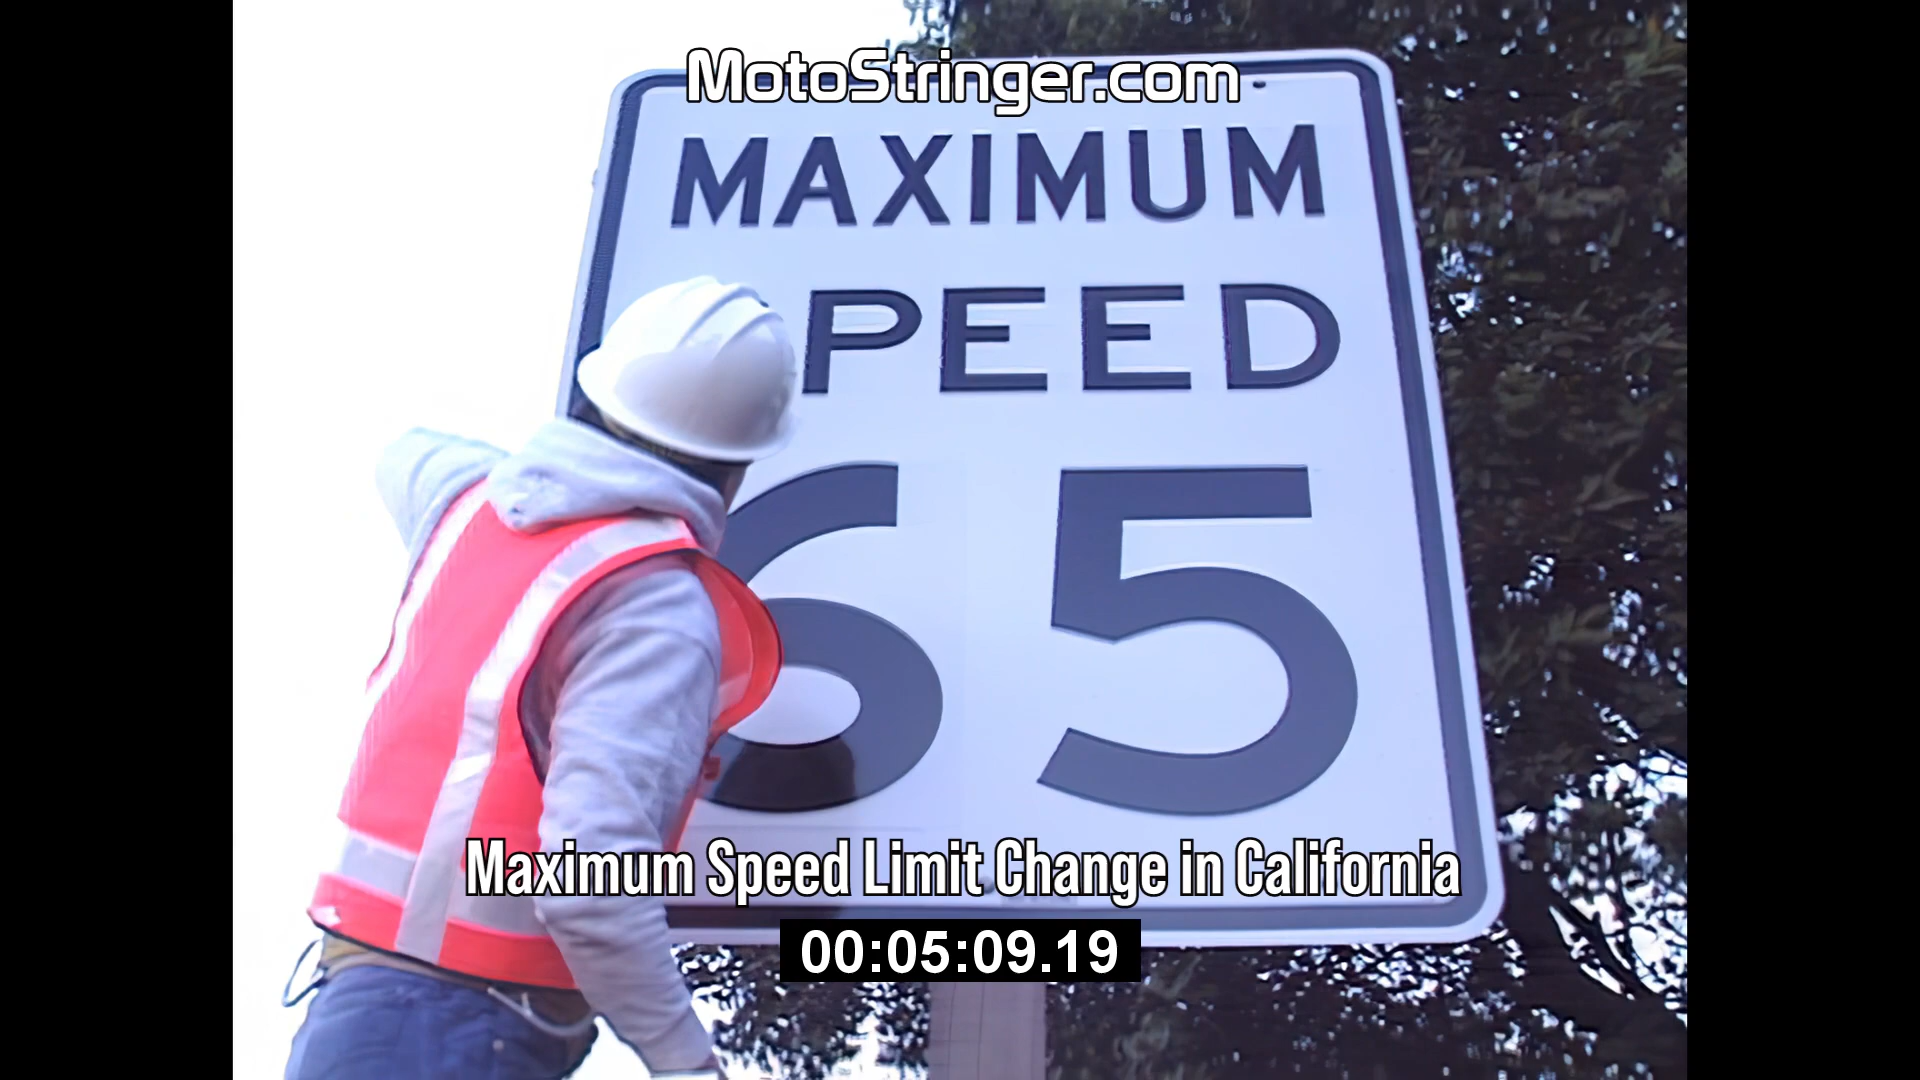 MotoStringer.com
MAXIMUM
PEED
65
Maximum Speed Limit Change in California
00:05:09.19